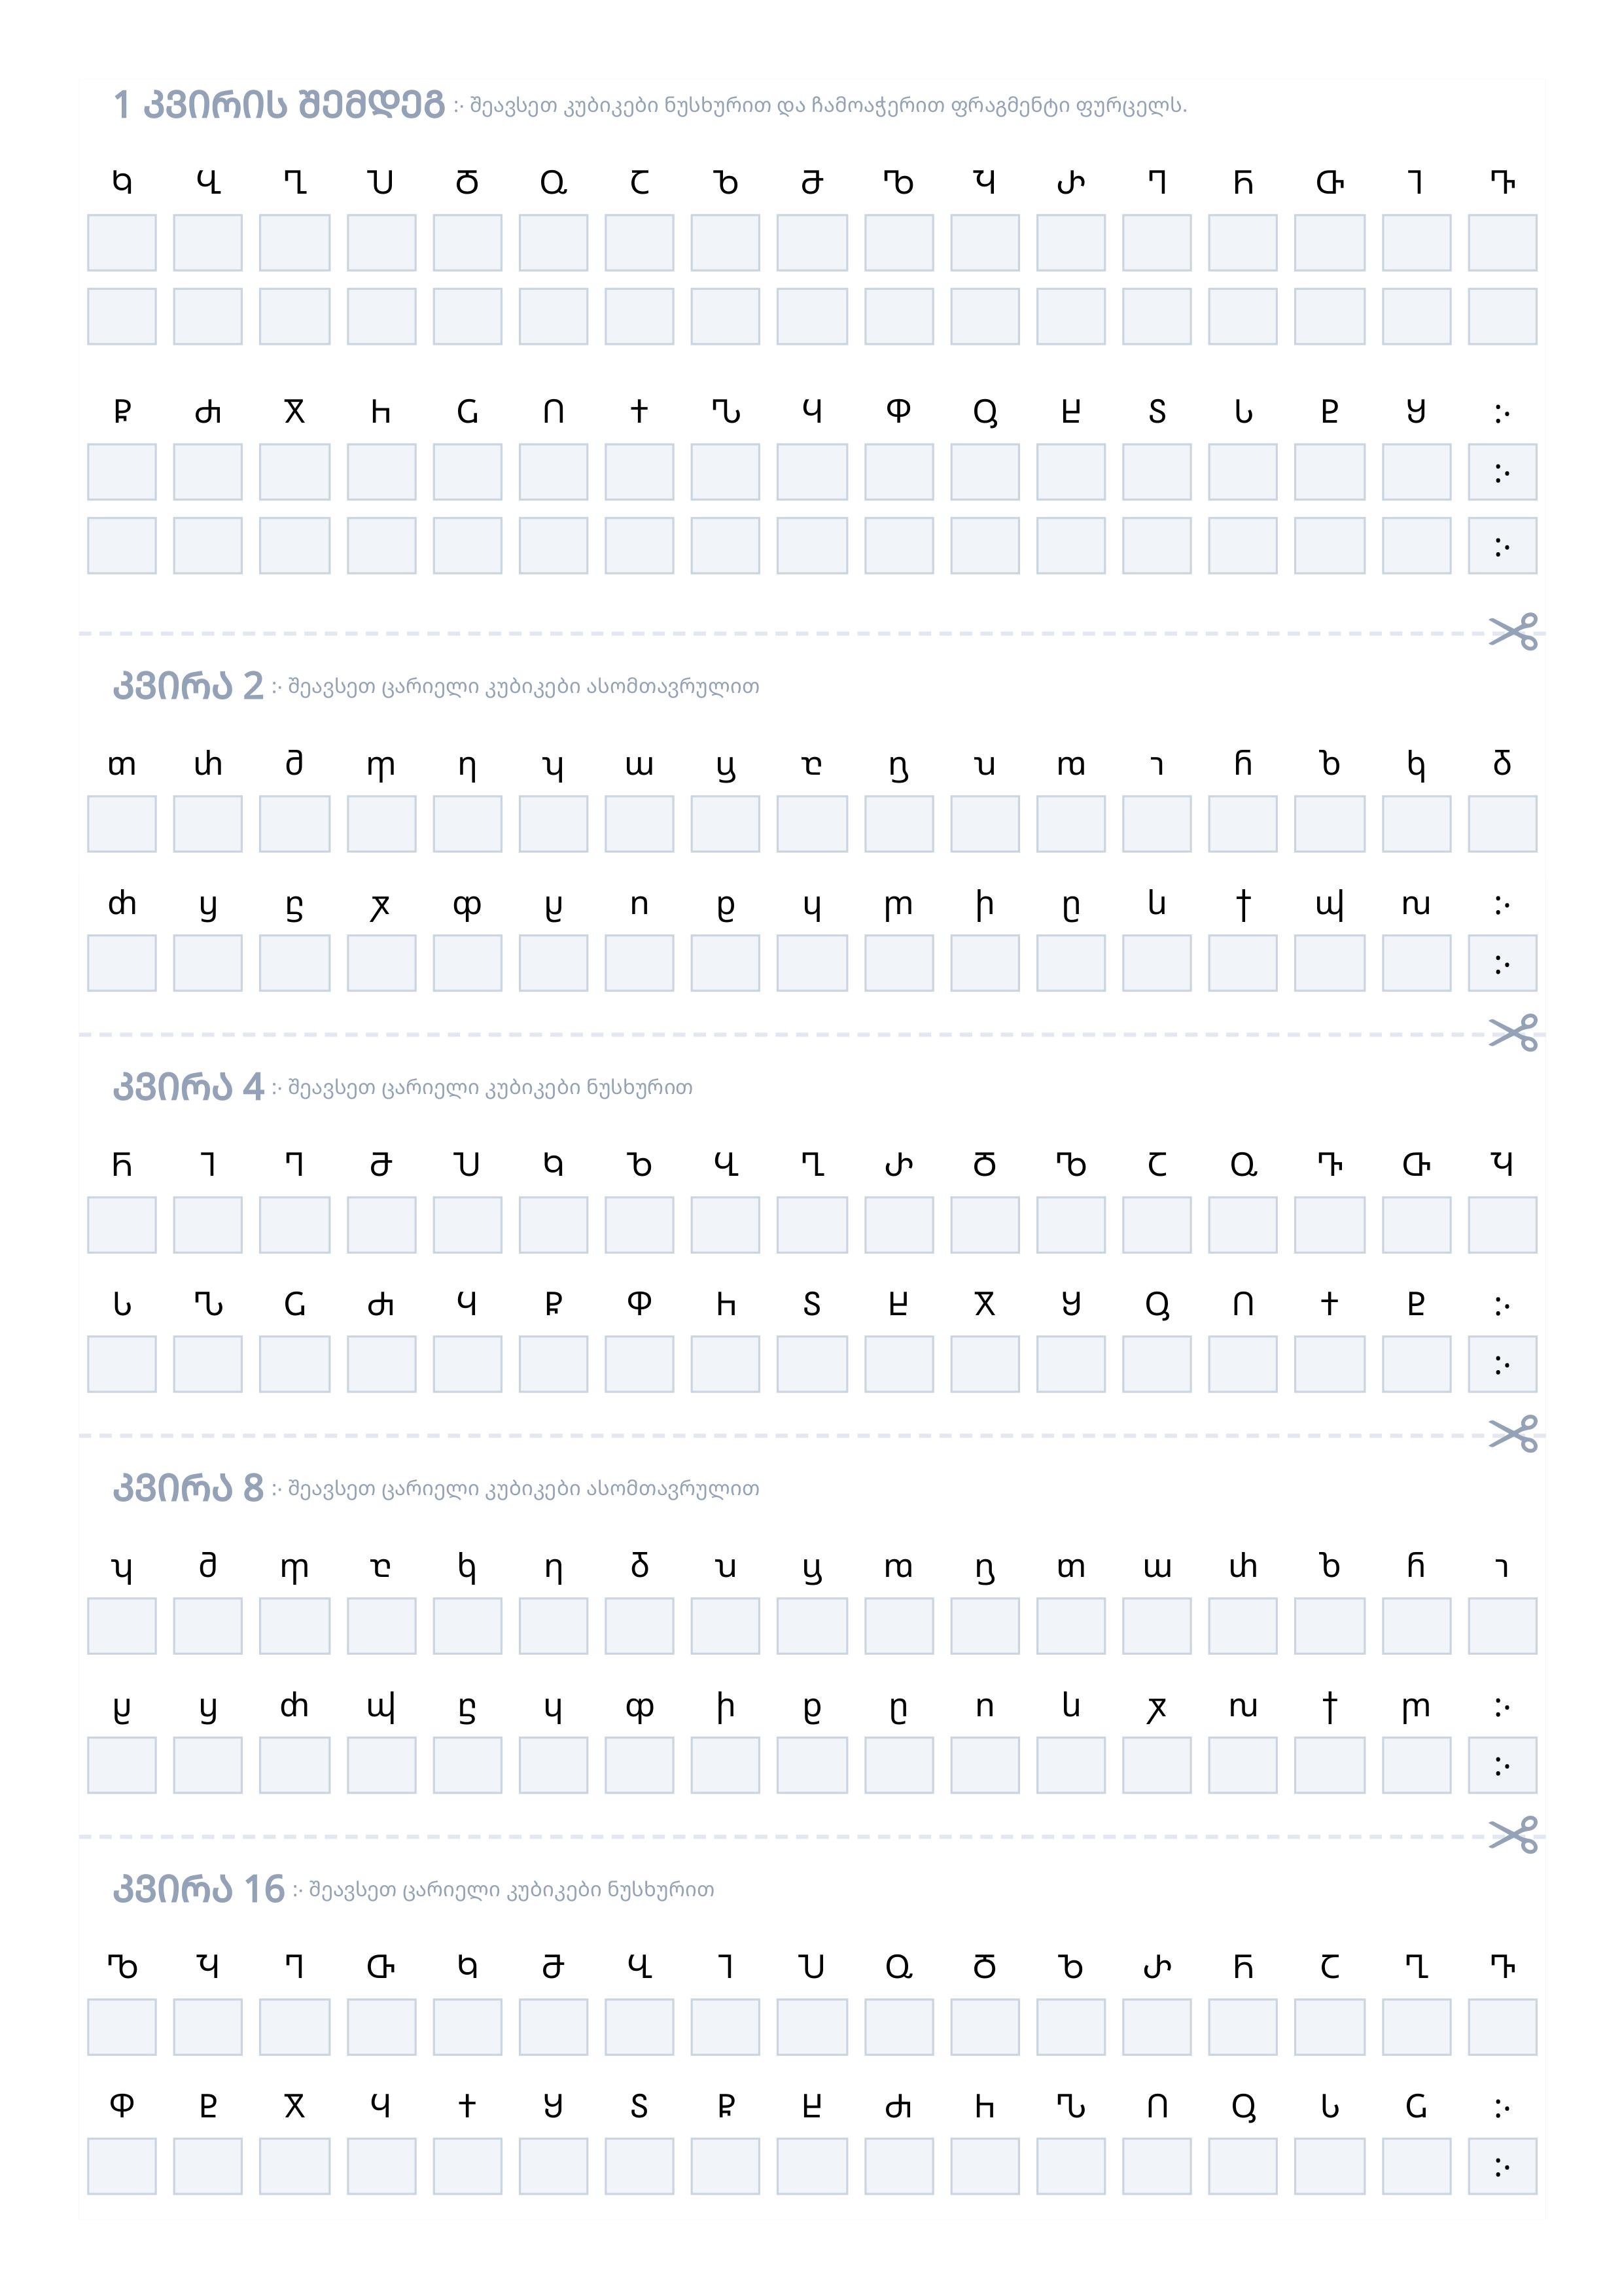 1 ᲙᲕᲘᲠᲘᲡ ᲨᲔᲛᲓᲔᲒ ჻ შეავსეთ კუბიკები ნუსხურით და ჩამოაჭერით ფრაგმენტი ფურცელს.
Ⴉ Ⴁ Ⴂ Ⴎ Ⴃ Ⴍ Ⴀ Ⴊ Ⴋ Ⴆ Ⴏ Ⴐ Ⴄ Ⴌ Ⴇ Ⴈ Ⴅ
Ⴒ Ⴛ Ⴟ Ⴙ Ⴚ Ⴖ Ⴕ Ⴠ Ⴗ Ⴔ Ⴓ Ⴞ Ⴝ Ⴑ Ⴜ Ⴘ ჻
჻
჻
ᲙᲕᲘᲠᲐ 2 ჻ შეავსეთ ცარიელი კუბიკები ასომთავრულით
ⴇ ⴐ ⴋ ⴅ ⴄ ⴏ ⴍ ⴁ ⴀ ⴂ ⴎ ⴆ ⴈ ⴌ ⴊ ⴉ ⴃ
ⴛ ⴘ ⴝ ⴟ ⴔ ⴞ ⴖ ⴜ ⴗ ⴒ ⴙ ⴚ ⴑ ⴕ ⴓ ⴠ ჻
჻
ᲙᲕᲘᲠᲐ 4 ჻ შეავსეთ ცარიელი კუბიკები ნუსხურით
Ⴌ Ⴈ Ⴄ Ⴋ Ⴎ Ⴉ Ⴊ Ⴁ Ⴂ Ⴐ Ⴃ Ⴆ Ⴀ Ⴍ Ⴅ Ⴇ Ⴏ
Ⴑ Ⴠ Ⴚ Ⴛ Ⴗ Ⴒ Ⴔ Ⴙ Ⴝ Ⴞ Ⴟ Ⴘ Ⴓ Ⴖ Ⴕ Ⴜ ჻
჻
ᲙᲕᲘᲠᲐ 8 ჻ შეავსეთ ცარიელი კუბიკები ასომთავრულით
ⴏ ⴋ ⴅ ⴀ ⴉ ⴄ ⴃ ⴎ ⴁ ⴆ ⴂ ⴇ ⴍ ⴐ ⴊ ⴌ ⴈ
ⴞ ⴘ ⴛ ⴓ ⴝ ⴗ ⴔ ⴙ ⴜ ⴚ ⴖ ⴑ ⴟ ⴠ ⴕ ⴒ ჻
჻
ᲙᲕᲘᲠᲐ 16 ჻ შეავსეთ ცარიელი კუბიკები ნუსხურით
Ⴆ Ⴏ Ⴄ Ⴇ Ⴉ Ⴋ Ⴁ Ⴈ Ⴎ Ⴍ Ⴃ Ⴊ Ⴐ Ⴌ Ⴀ Ⴂ Ⴅ
Ⴔ Ⴜ Ⴟ Ⴗ Ⴕ Ⴘ Ⴝ Ⴒ Ⴞ Ⴛ Ⴙ Ⴠ Ⴖ Ⴓ Ⴑ Ⴚ ჻
჻